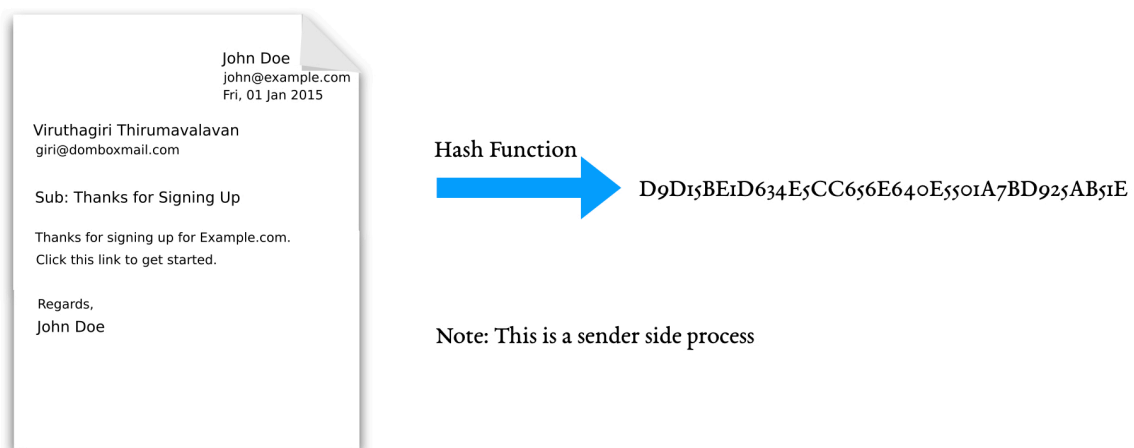 John Doe
john@example.com
Fri, 01 Jan 2015
Viruthagiri Thirumavalavan
giri@domboxmail.com
Sub: Thanks for Signing Up
Thanks for signing up for Example.com.
Click this link to get started.
Regards,
John Doe
Hash Function
D9D15BE1D634E5CC656E640E5501A7BD925AB51E
Note: This is a sender side process